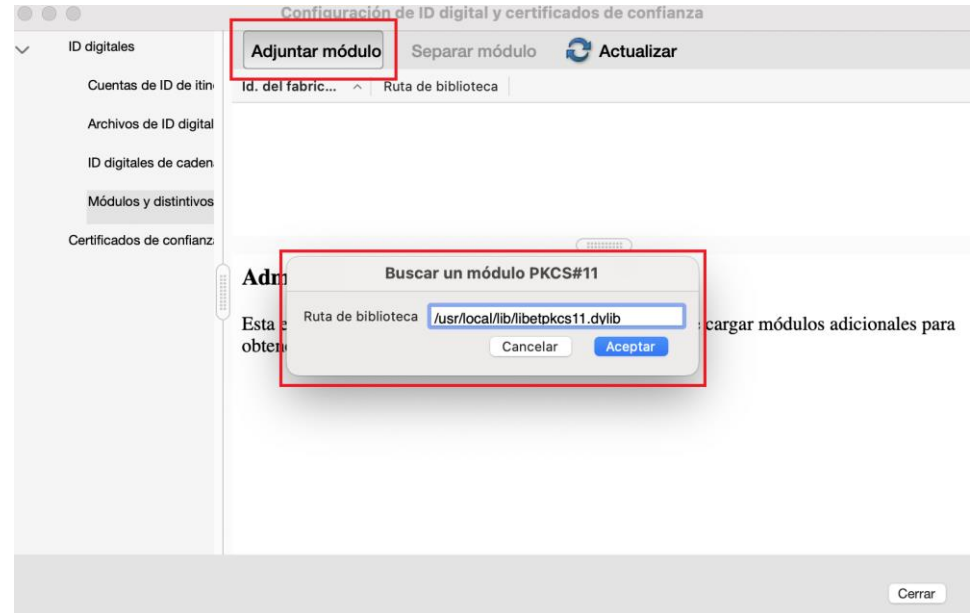 Configuración de ID digital y certificados de confianza
ID digitales
Cuentas de ID de itin
Archivos de ID digital
ID digitales de caden
Módulos y distintivos
Certificados de confianz
Adjuntar módulo Separar módulo Actualizar
Id. del fabric... Ruta de biblioteca
Adm
Esta e cargar módulos adicionales para
obten
Buscar un módulo PKCS#11
Ruta de biblioteca /usr/local/lib/libetpkcs11.dylib
Cancelar Aceptar
Cerrar